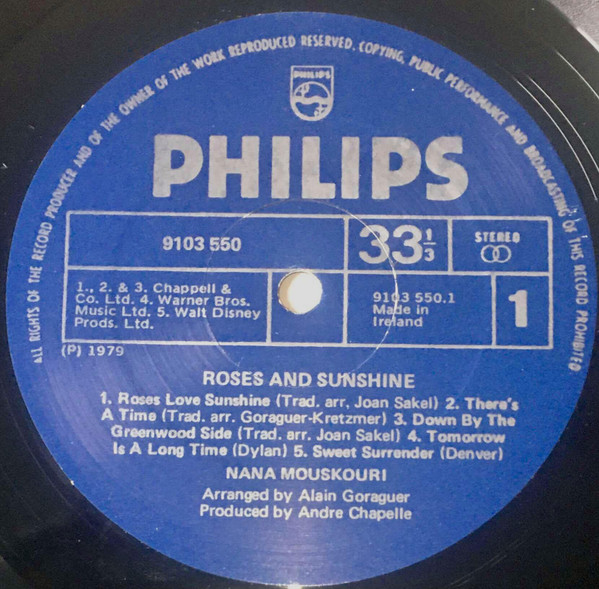 ALL RIGHTS OF THE RECORD PRODUCER AND OF THE OWNER OF THE WORK REPRODUCED RESERVED. COPYING, PUBLIC PERFORMANCE AND BROADCASTING OF THIS RECORD PROHIBITED
PHILIPS
PHILIPS
9103 550
33 1/3
STEREO
1., 2. & 3. Chappell &
Co. Ltd. 4. Warner Bros.
Music Ltd. 5. Walt Disney
Prods. Ltd.
9103 550.1
Made in
Ireland
1
(P) 1979
ROSES AND SUNSHINE
1. Roses Love Sunshine (Trad. arr, Joan Sakel) 2. There's
A Time (Trad. arr. Goraguer-Kretzmer) 3. Down By The
Greenwood Side (Trad. arr. Joan Sakel) 4. Tomorrow
Is A Long Time (Dylan) 5. Sweet Surrender (Denver)
NANA MOUSKOURI
Arranged by Alain Goraguer
Produced by Andre Chapelle